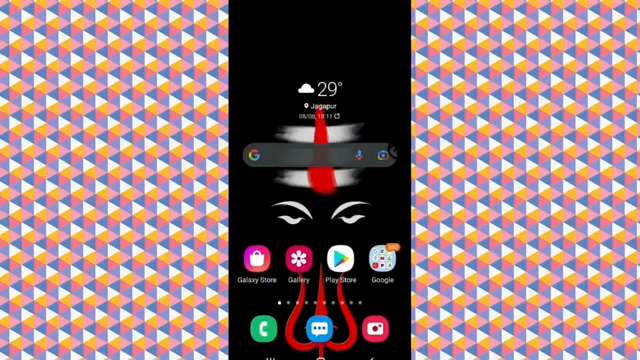 29°
Jagapur
08/08, 18:11
Galaxy Store
Gallery
Play Store
Google